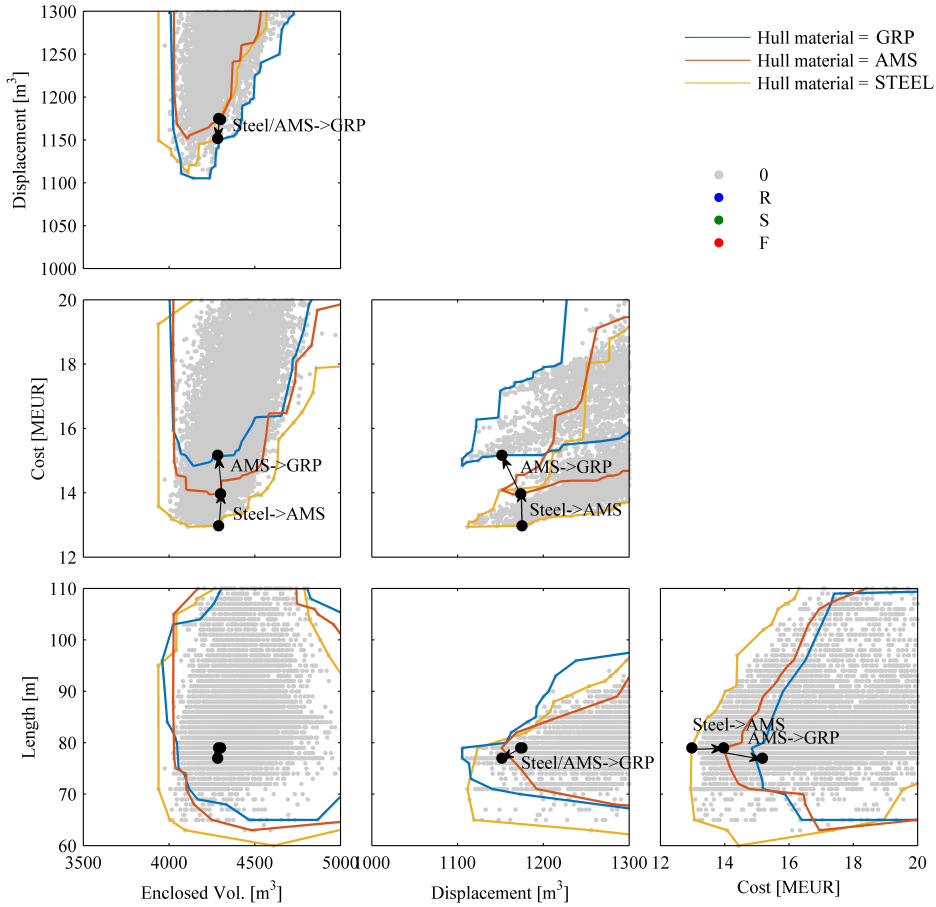 1300
1250
1200
1150
1100
1050
1000
Displacement [m³]
Steel/AMS->GRP
Hull material = GRP
Hull material = AMS
Hull material = STEEL
0
R
S
F
20
18
16
14
12
Cost [MEUR]
AMS->GRP
Steel->AMS
AMS->GRP
Steel->AMS
110
100
90
80
70
60
Length [m]
3500
4000
4500
5000
Enclosed Vol. [m³]
Steel/AMS->GRP
1000
1100
1200
1300
Displacement [m³]
Steel->AMS
AMS->GRP
12
14
16
18
20
Cost [MEUR]